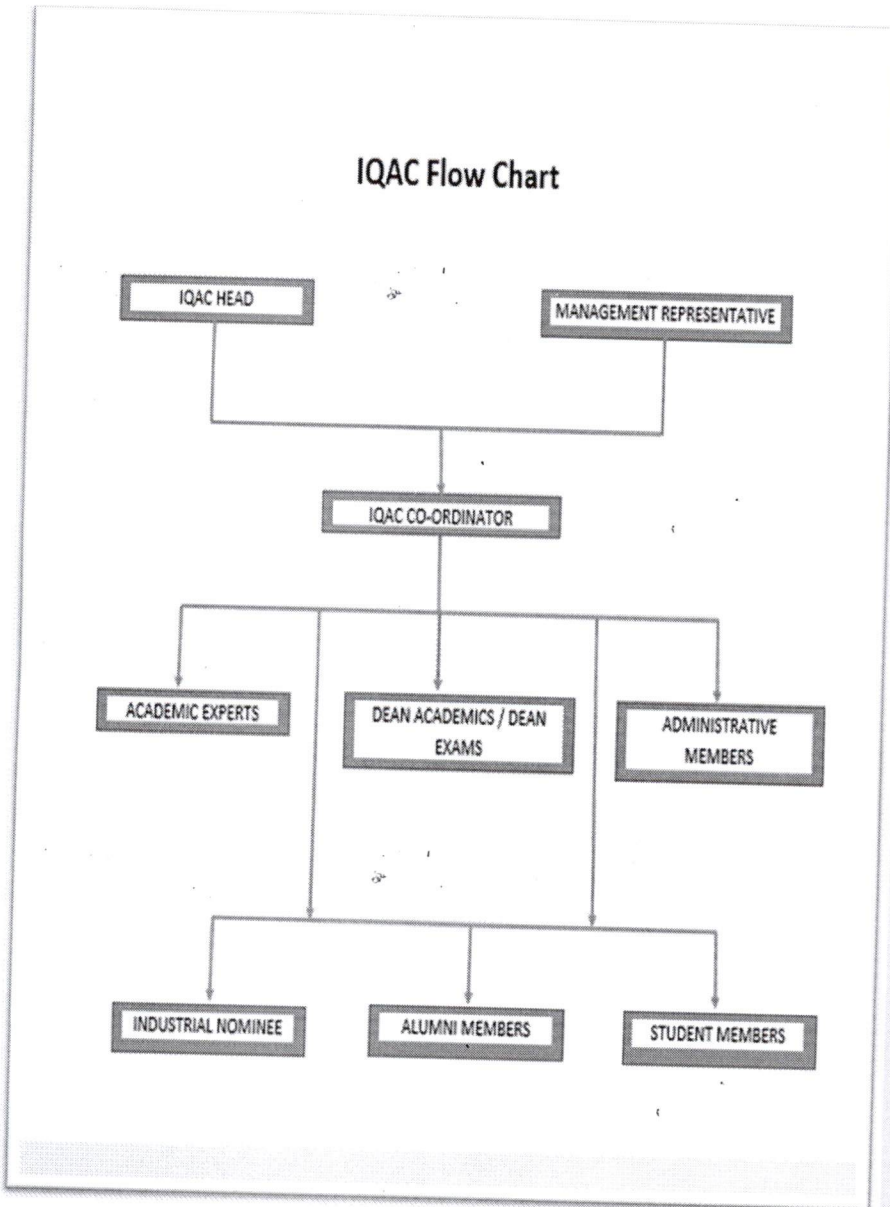 IQAC Flow Chart
IQAC HEAD
MANAGEMENT REPRESENTATIVE
IQAC CO-ORDINATOR
ACADEMIC EXPERTS
DEAN ACADEMICS / DEAN
EXAMS
ADMINISTRATIVE
MEMBERS
INDUSTRIAL NOMINEE
ALUMNI MEMBERS
STUDENT MEMBERS